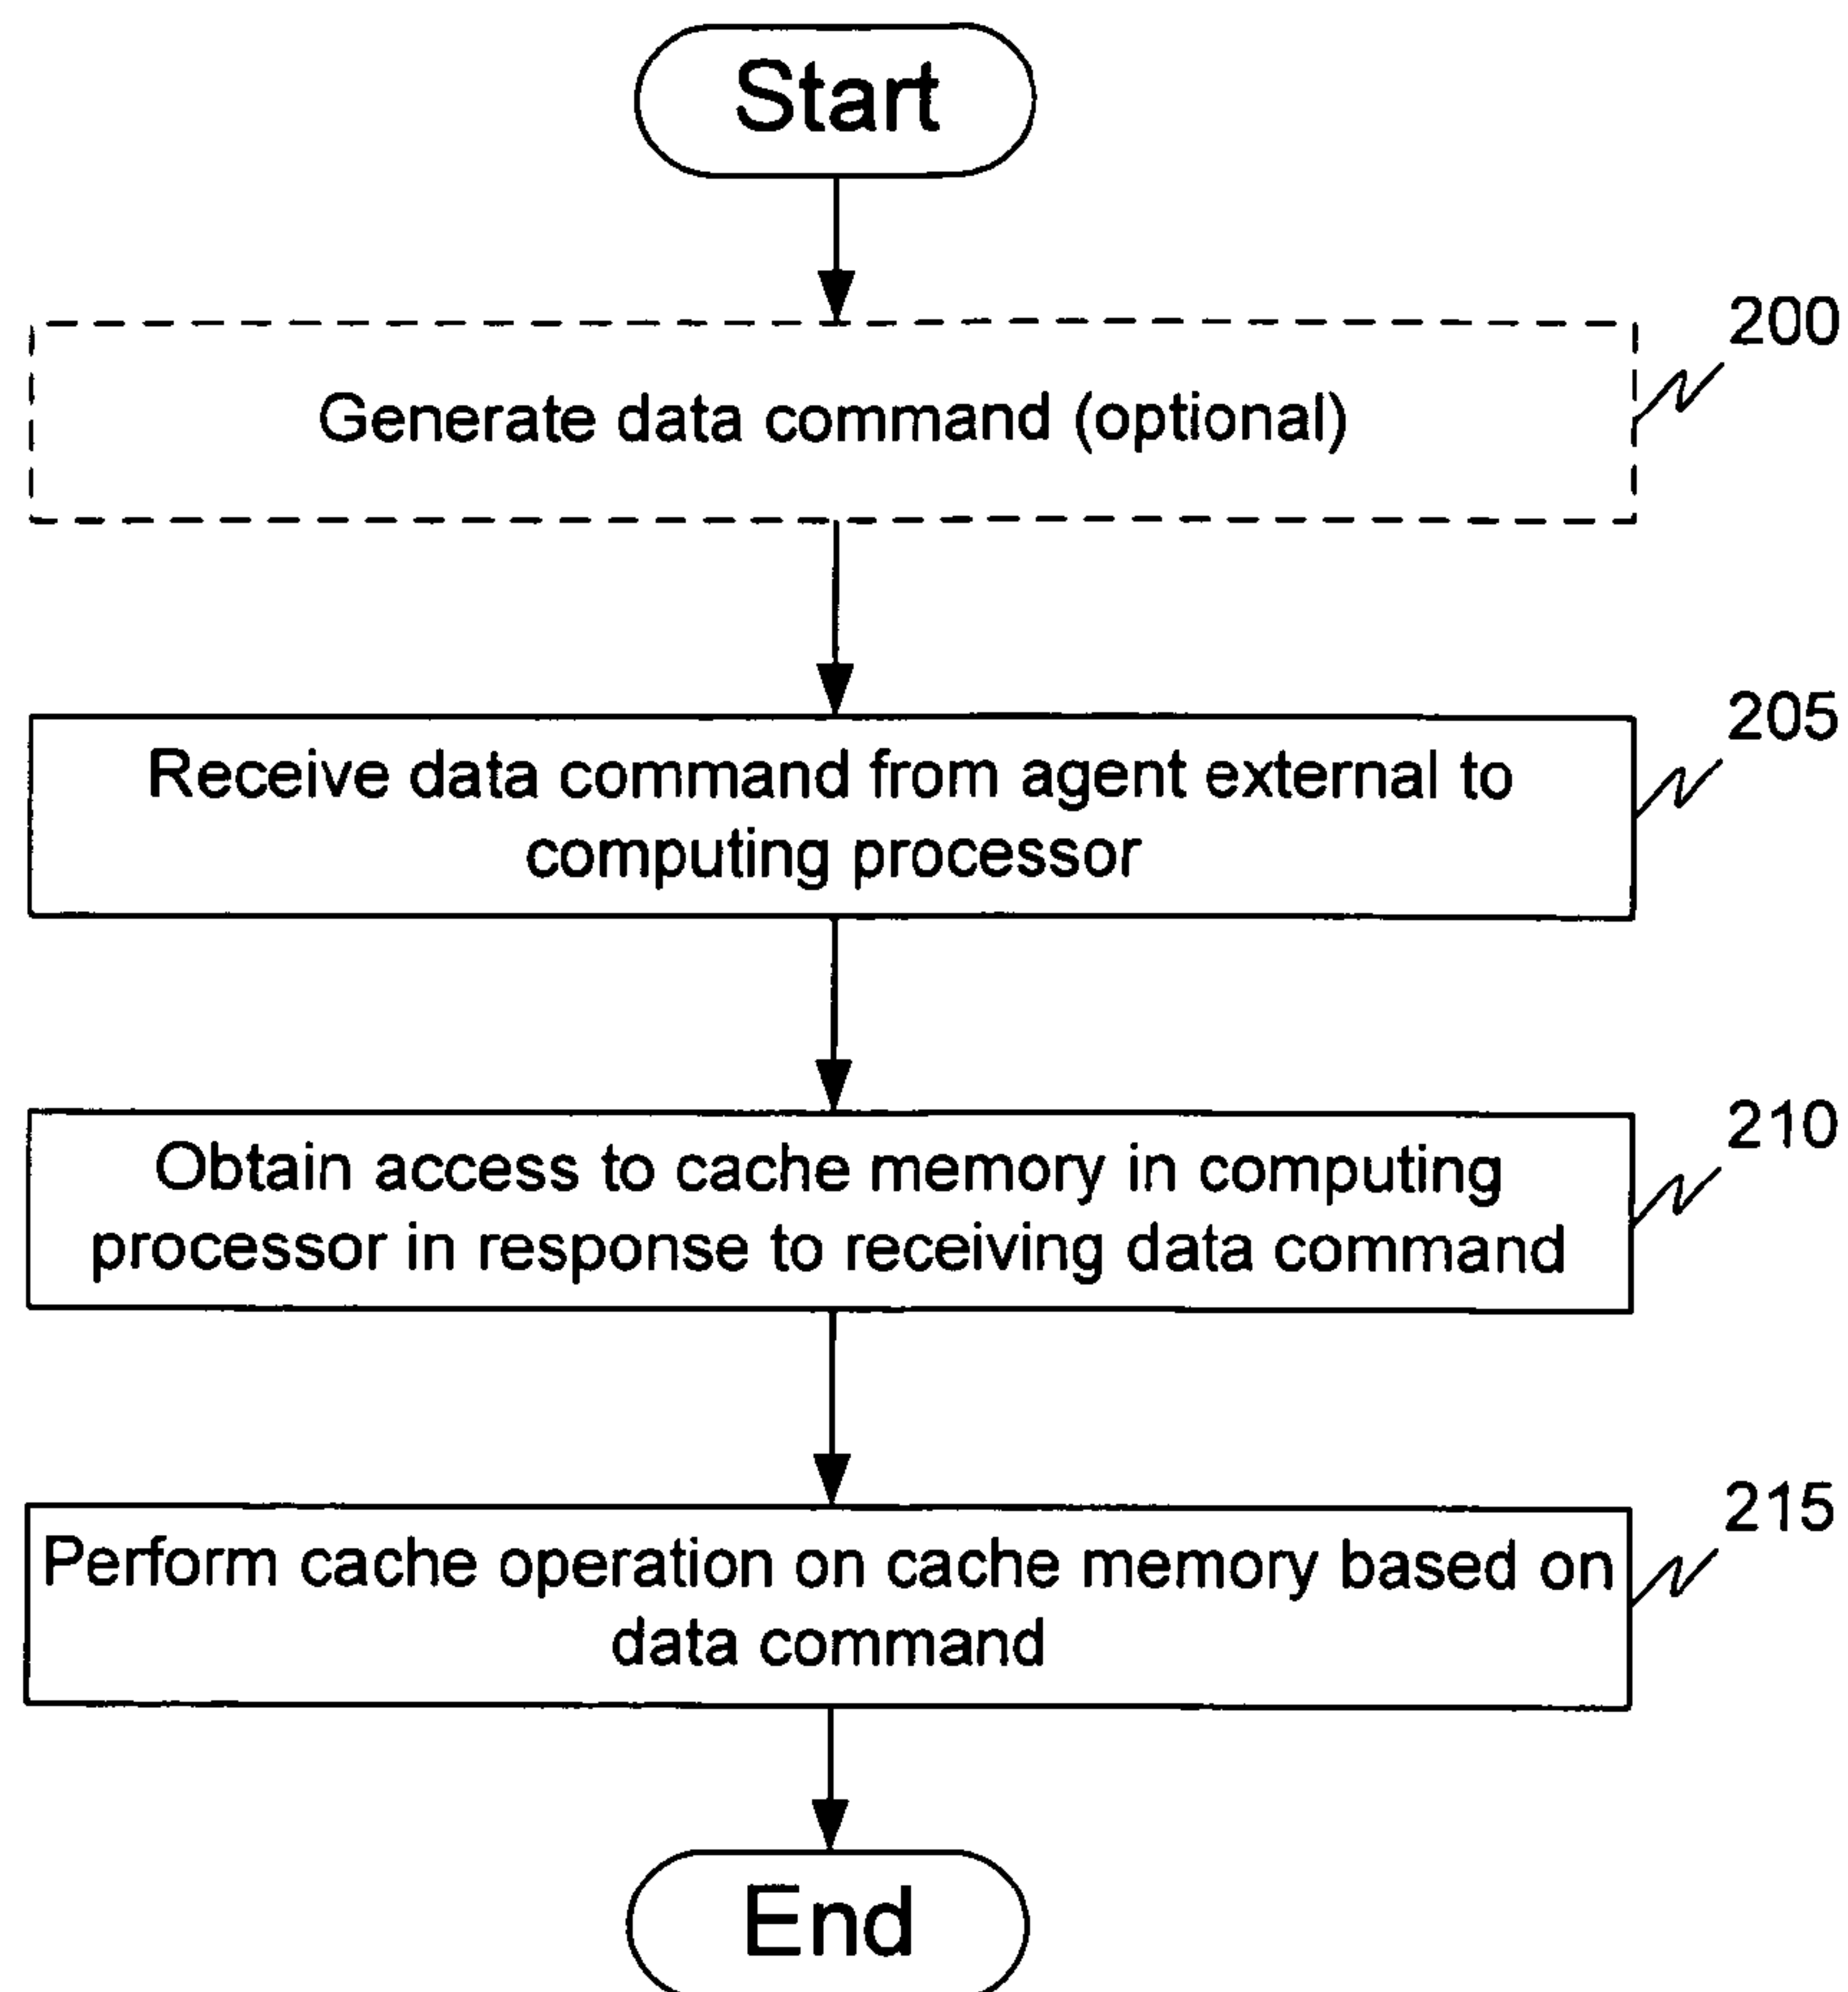 Start
200
Generate data command (optional)
205
Receive data command from agent external to
computing processor
210
Obtain access to cache memory in computing
processor in response to receiving data command
215
Perform cache operation on cache memory based on
data command
End